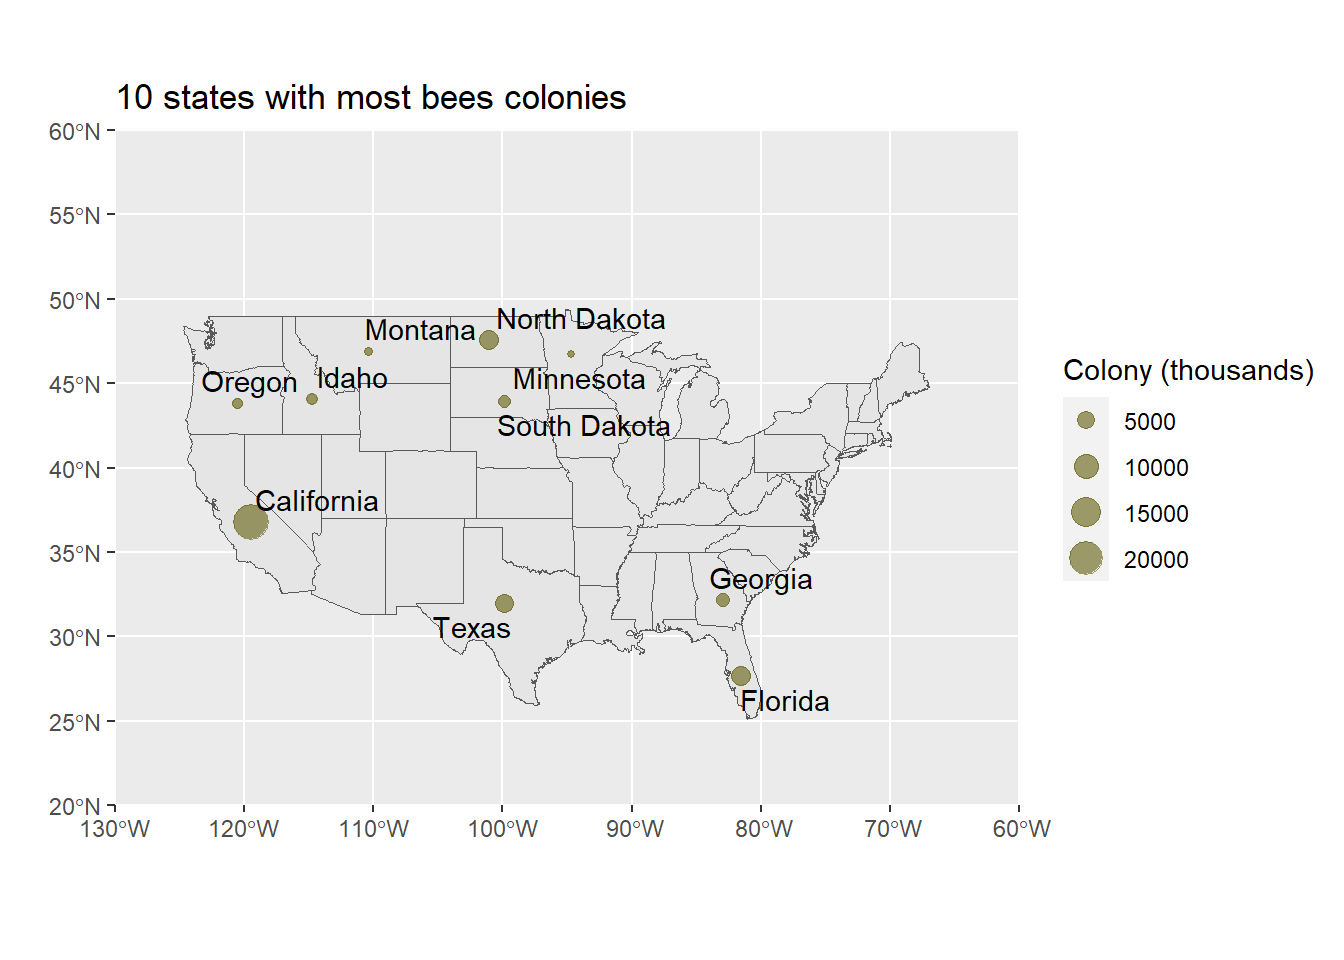 10 states with most bees colonies
60°N
55°N
50°N
45°N
40°N
35°N
30°N
25°N
20°N
130°W
120°W
110°W
100°W
90°W
80°W
70°W
60°W
North Dakota
Montana
Minnesota
Idaho
Oregon
South Dakota
California
Georgia
Texas
Florida
Colony (thousands)
5000
10000
15000
20000